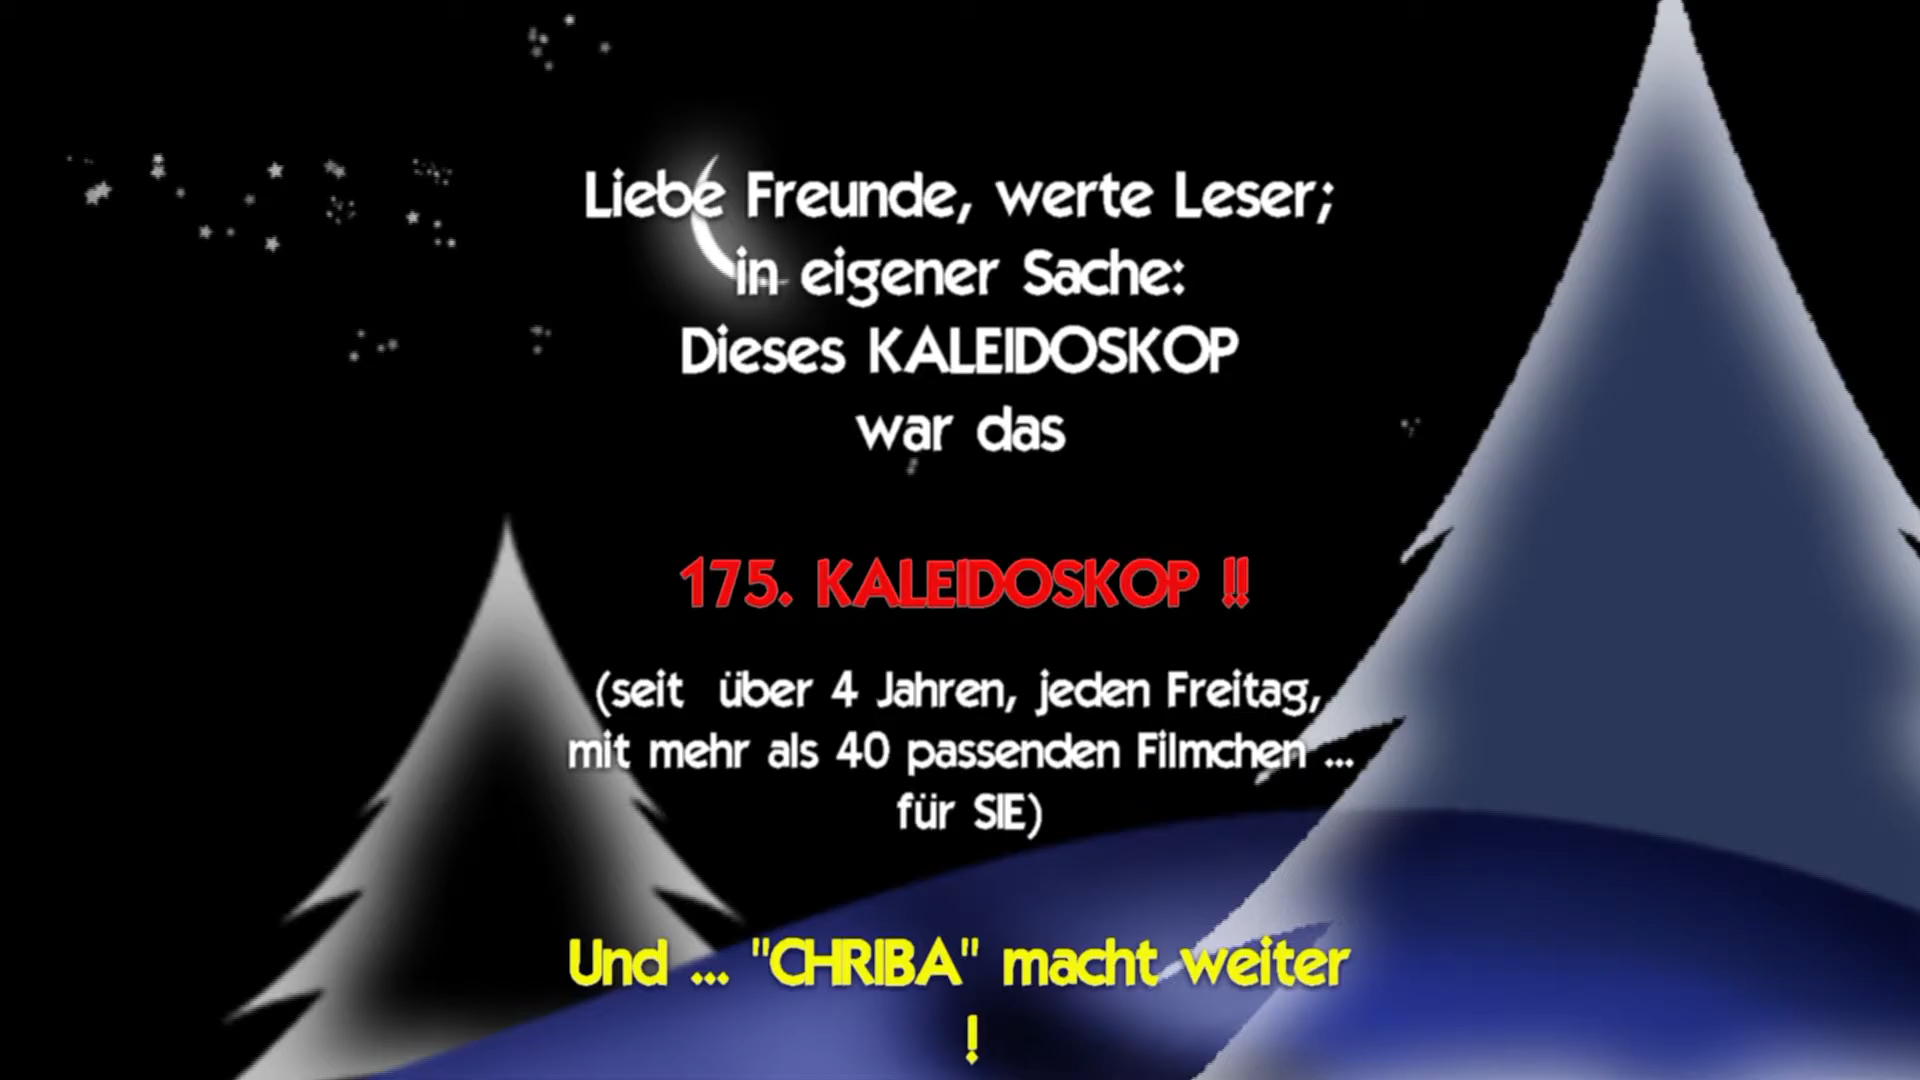 Liebe Freunde, werte Leser;
in eigener Sache:
Dieses KALEIDOSKOP
war das
175. KALEIDOSKOP !!
(seit über 4 Jahren, jeden Freitag,
mit mehr als 40 passenden Filmchen ...
für SIE)
Und ... "CHRIBA" macht weiter
!